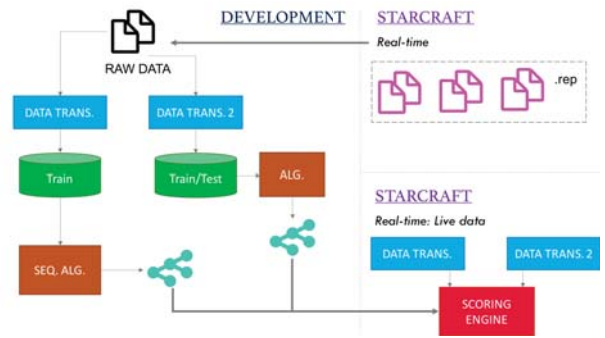 DEVELOPMENT
RAW DATA
DATA TRANS.
DATA TRANS. 2
Train
Train/Test
ALG.
SEQ. ALG.
STARCRAFT
Real-time
.rep
STARCRAFT
Real-time: Live data
DATA TRANS.
DATA TRANS. 2
SCORING
ENGINE